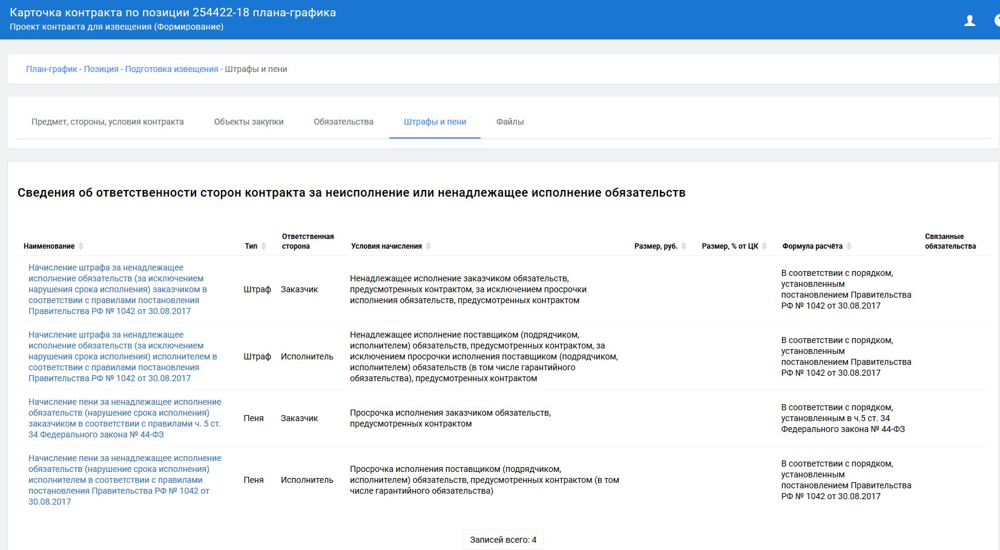 Карточка контракта по позиции 254422-18 плана-графика
Проект контракта для извещения (Формирование)
План-график - Позиция - Подготовка извещения - Штрафы и пени
Предмет, стороны, условия контракта
Объекты закупки
Обязательства
Штрафы и пени
Файлы
Сведения об ответственности сторон контракта за неисполнение или ненадлежащее исполнение обязательств
Наименование
Тип
Ответственная
сторона
Условия начисления
Размер, руб.
Размер, % от ЦК
Формула расчёта
Связанные
обязательства
Начисление штрафа за ненадлежащее
исполнение обязательств (за исключением
нарушения срока исполнения) заказчиком в
соответствии с правилами постановления
Правительства РФ № 1042 от 30.08.2017
Штраф
Заказчик
Ненадлежащее исполнение заказчиком обязательств,
предусмотренных контрактом, за исключением просрочки
исполнения обязательств, предусмотренных контрактом
В соответствии с порядком,
установленным
постановлением Правительства
РФ № 1042 от 30.08.2017
Начисление штрафа за ненадлежащее
исполнение обязательств (за исключением
нарушения срока исполнения) исполнителем в
соответствии с правилами постановления
Правительства РФ № 1042 от 30.08.2017
Штраф
Исполнитель
Ненадлежащее исполнение поставщиком (подрядчиком,
исполнителем) обязательств, предусмотренных контрактом, за
исключением просрочки исполнения поставщиком (подрядчиком,
исполнителем) обязательств (в том числе гарантийного
обязательства), предусмотренных контрактом
В соответствии с порядком,
установленным
постановлением Правительства
РФ № 1042 от 30.08.2017
Начисление пени за ненадлежащее исполнение
обязательств (нарушение срока исполнения)
заказчиком в соответствии с правилами ч. 5 ст.
34 Федерального закона № 44-ФЗ
Пеня
Заказчик
Просрочка исполнения заказчиком обязательств,
предусмотренных контрактом
В соответствии с порядком,
установленным в ч.5 ст. 34
Федерального закона № 44-ФЗ
Начисление пени за ненадлежащее исполнение
обязательств (нарушение срока исполнения)
исполнителем в соответствии с правилами
постановления Правительства РФ № 1042 от
30.08.2017
Пеня
Исполнитель
Просрочка исполнения поставщиком (подрядчиком,
исполнителем) обязательств, предусмотренных контрактом (в том
числе гарантийного обязательства)
В соответствии с порядком,
установленным
постановлением Правительства
РФ № 1042 от 30.08.2017
Записей всего: 4